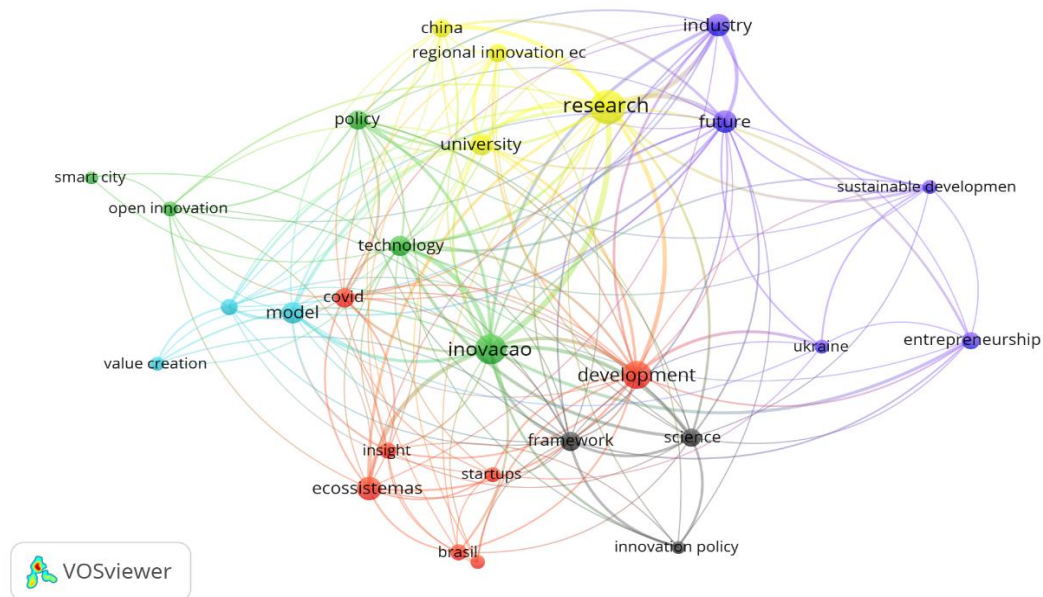 china
industry
regional innovation ec
research
policy
future
university
smart city
sustainable developmen
open innovation
technology
covid
model
value creation
inovacao
ukraine
entrepreneurship
development
framework
science
insight
startups
ecossistemas
brasil
innovation policy
VOSviewer